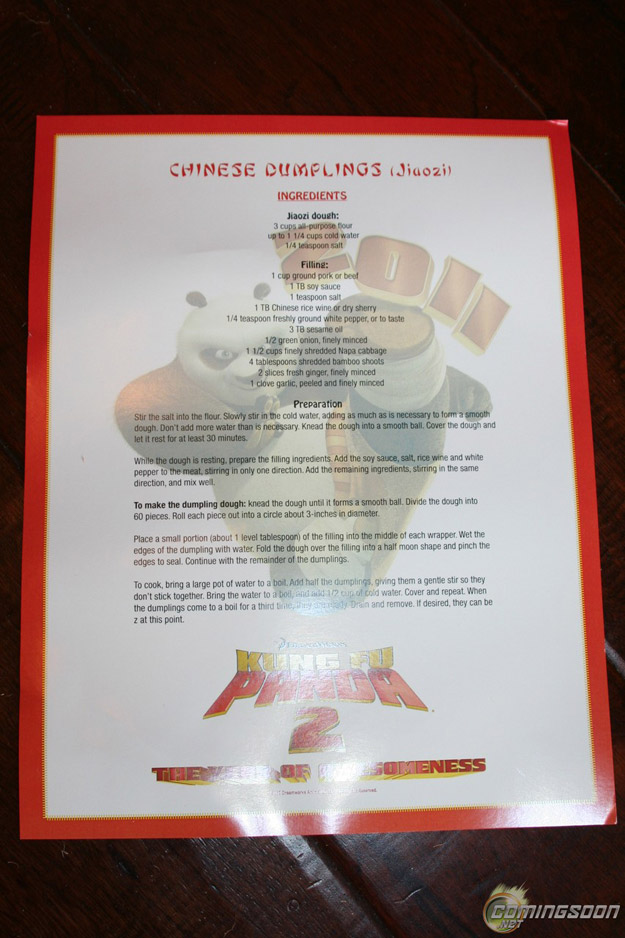 CHINESE DUMPLINGS (Jiaozi)
INGREDIENTS
Jiaozi dough:
3 cups all-purpose flour
up to 1 1/4 cups cold water
1/4 teaspoon salt
2011
Filling:
1 cup ground pork or beef
1 TB soy sauce
1 teaspoon salt
1 TB Chinese rice wine or dry sherry
1/4 teaspoon freshly ground white pepper, or to taste
3 TB sesame oil
1/2 green onion, finely minced
1 1/2 cups finely shredded Napa cabbage
4 tablespoons shredded bamboo shoots
2 slices fresh ginger, finely minced
1 clove garlic, peeled and finely minced
Preparation
Stir the salt into the flour. Slowly stir in the cold water, adding as much as is necessary to form a smooth
dough. Don't add more water than is necessary. Knead the dough into a smooth ball. Cover the dough and
let it rest for at least 30 minutes.
While the dough is resting, prepare the filling ingredients. Add the soy sauce, salt, rice wine and white
pepper to the meat, stirring in only one direction. Add the remaining ingredients, stirring in the same
direction, and mix well.
To make the dumpling dough: knead the dough until it forms a smooth ball. Divide the dough into
60 pieces. Roll each piece out into a circle about 3-inches in diameter.
Place a small portion (about 1 level tablespoon) of the filling into the middle of each wrapper. Wet the
edges of the dumpling with water. Fold the dough over the filling into a half moon shape and pinch the
edges to seal. Continue with the remainder of the dumplings.
To cook, bring a large pot of water to a boil. Add half the dumplings, giving them a gentle stir so they
don't stick together. Bring the water to a boil, and add 1/2 cup of cold water. Cover and repeat. When
the dumplings come to a boil for a third time, they are ready. Drain and remove. If desired, they can be
z at this point.
DreamWorks
KUNG FU
PANDA
2
THE YEAR OF AWESOMENESS
COMINGSOON
.NET